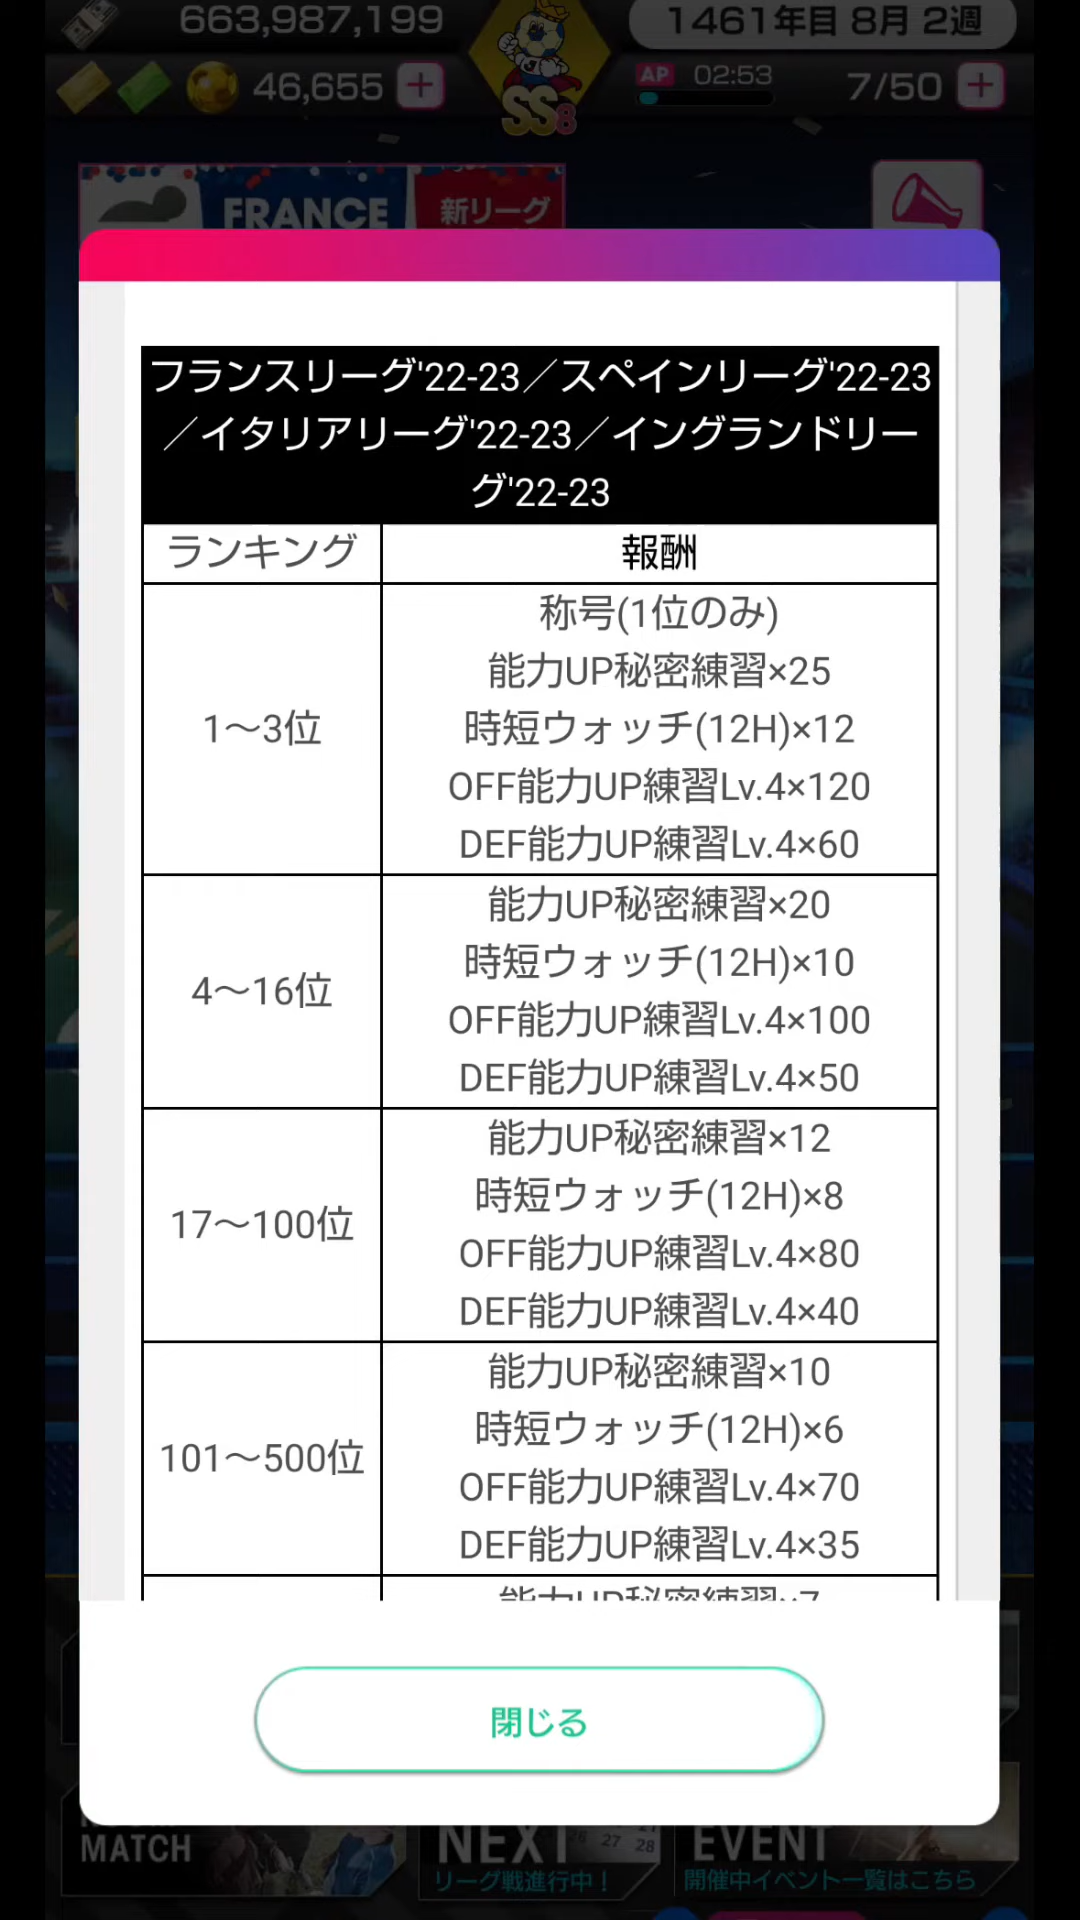 663,987,199
1461年目 8月 2週
46,655
SS8
AP 02:53
7/50
FRANCE
新リーグ
フランスリーグ'22-23／スペインリーグ'22-23
／イタリアリーグ'22-23／イングランドリー
グ'22-23
ランキング
報酬
1〜3位
称号(1位のみ)
能力UP秘密練習×25
時短ウォッチ(12H)×12
OFF能力UP練習Lv.4×120
DEF能力UP練習Lv.4×60
4〜16位
能力UP秘密練習×20
時短ウォッチ(12H)×10
OFF能力UP練習Lv.4×100
DEF能力UP練習Lv.4×50
17〜100位
能力UP秘密練習×12
時短ウォッチ(12H)×8
OFF能力UP練習Lv.4×80
DEF能力UP練習Lv.4×40
101〜500位
能力UP秘密練習×10
時短ウォッチ(12H)×6
OFF能力UP練習Lv.4×70
DEF能力UP練習Lv.4×35
能力UP秘密練習×7
閉じる
MATCH
NEXT
27
28
リーグ戦進行中！
EVENT
開催中イベント一覧はこちら